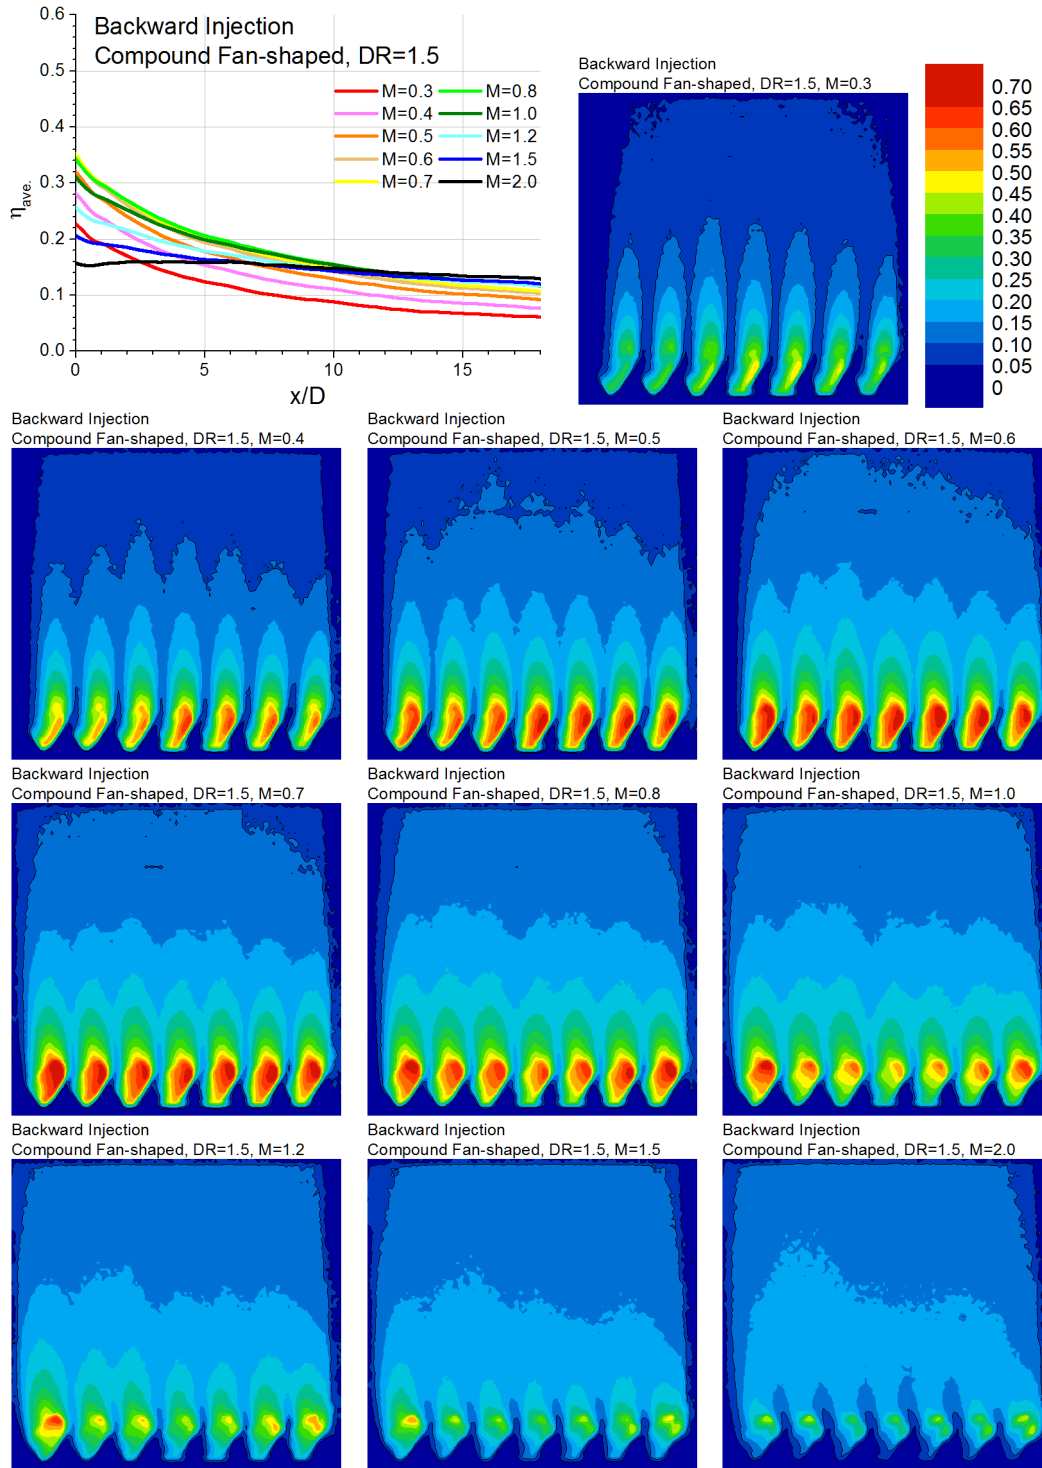 Backward Injection
Compound Fan-shaped, DR=1.5
M=0.3 M=0.8
M=0.4 M=1.0
M=0.5 M=1.2
M=0.6 M=1.5
M=0.7 M=2.0
0.6
0.5
0.4
0.3
0.2
0.1
0.0
ηave.
0 5 10 15
x/D
Backward Injection
Compound Fan-shaped, DR=1.5, M=0.3
0.70
0.65
0.60
0.55
0.50
0.45
0.40
0.35
0.30
0.25
0.20
0.15
0.10
0.05
0
Backward Injection
Compound Fan-shaped, DR=1.5, M=0.4
Backward Injection
Compound Fan-shaped, DR=1.5, M=0.5
Backward Injection
Compound Fan-shaped, DR=1.5, M=0.6
Backward Injection
Compound Fan-shaped, DR=1.5, M=0.7
Backward Injection
Compound Fan-shaped, DR=1.5, M=0.8
Backward Injection
Compound Fan-shaped, DR=1.5, M=1.0
Backward Injection
Compound Fan-shaped, DR=1.5, M=1.2
Backward Injection
Compound Fan-shaped, DR=1.5, M=1.5
Backward Injection
Compound Fan-shaped, DR=1.5, M=2.0